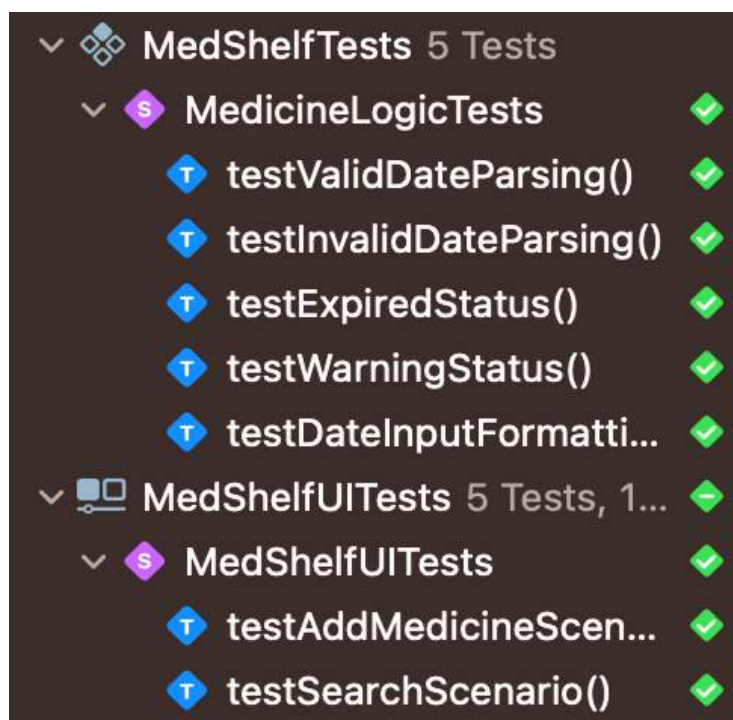 MedShelfTests 5 Tests
S MedicineLogicTests
T testValidDateParsing()
T testInvalidDateParsing()
T testExpiredStatus()
T testWarningStatus()
T testDateInputFormatti...
MedShelfUITests 5 Tests, 1...
S MedShelfUITests
T testAddMedicineScen...
T testSearchScenario()